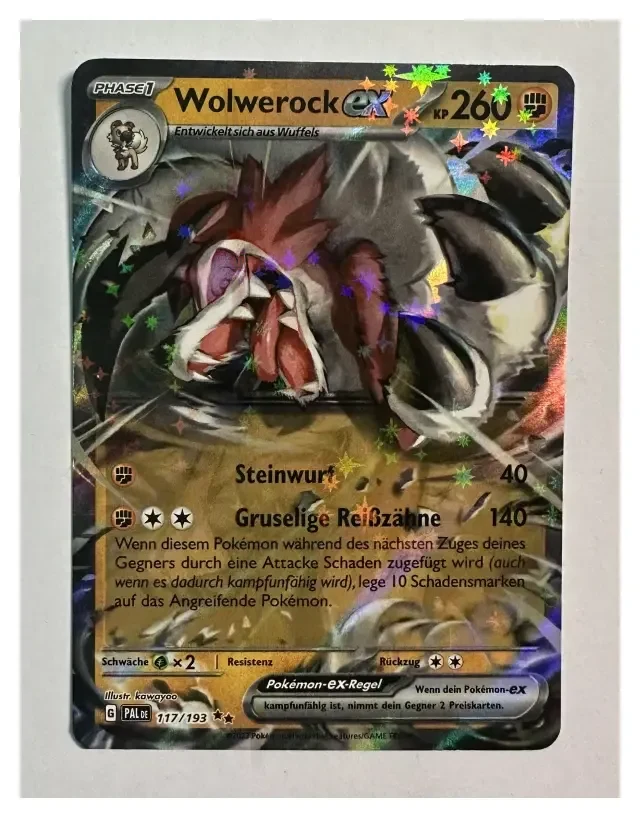 PHASE 1
Wolwerock ex KP 260
Entwickelt sich aus Wuffels
Steinwurf 40
Gruselige Reißzähne 140
Wenn diesem Pokémon während des nächsten Zuges deines
Gegners durch eine Attacke Schaden zugefügt wird (auch
wenn es dadurch kampfunfähig wird), lege 10 Schadensmarken
auf das Angreifende Pokémon.
Schwäche ×2 Resistenz Rückzug
Pokémon-ex-Regel Wenn dein Pokémon-ex
kampfunfähig ist, nimmt dein Gegner 2 Preiskarten.
Illustr. kawayoo
G PAL DE 117/193